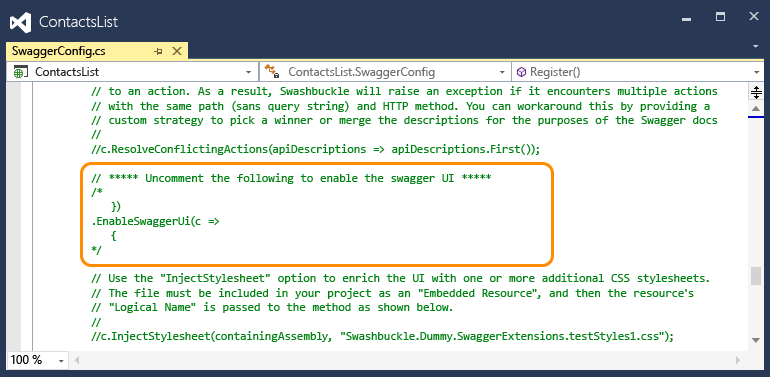 ContactsList
SwaggerConfig.cs
ContactsList
ContactsList.SwaggerConfig
Register()
// to an action. As a result, Swashbuckle will raise an exception if it encounters multiple actions
// with the same path (sans query string) and HTTP method. You can workaround this by providing a
// custom strategy to pick a winner or merge the descriptions for the purposes of the Swagger docs
//
//c.ResolveConflictingActions(apiDescriptions => apiDescriptions.First());
// ***** Uncomment the following to enable the swagger UI *****
/*
})
.EnableSwaggerUi(c =>
{
*/
// Use the "InjectStylesheet" option to enrich the UI with one or more additional CSS stylesheets.
// The file must be included in your project as an "Embedded Resource", and then the resource's
// "Logical Name" is passed to the method as shown below.
//
//c.InjectStylesheet(containingAssembly, "Swashbuckle.Dummy.SwaggerExtensions.testStyles1.css");
100 %